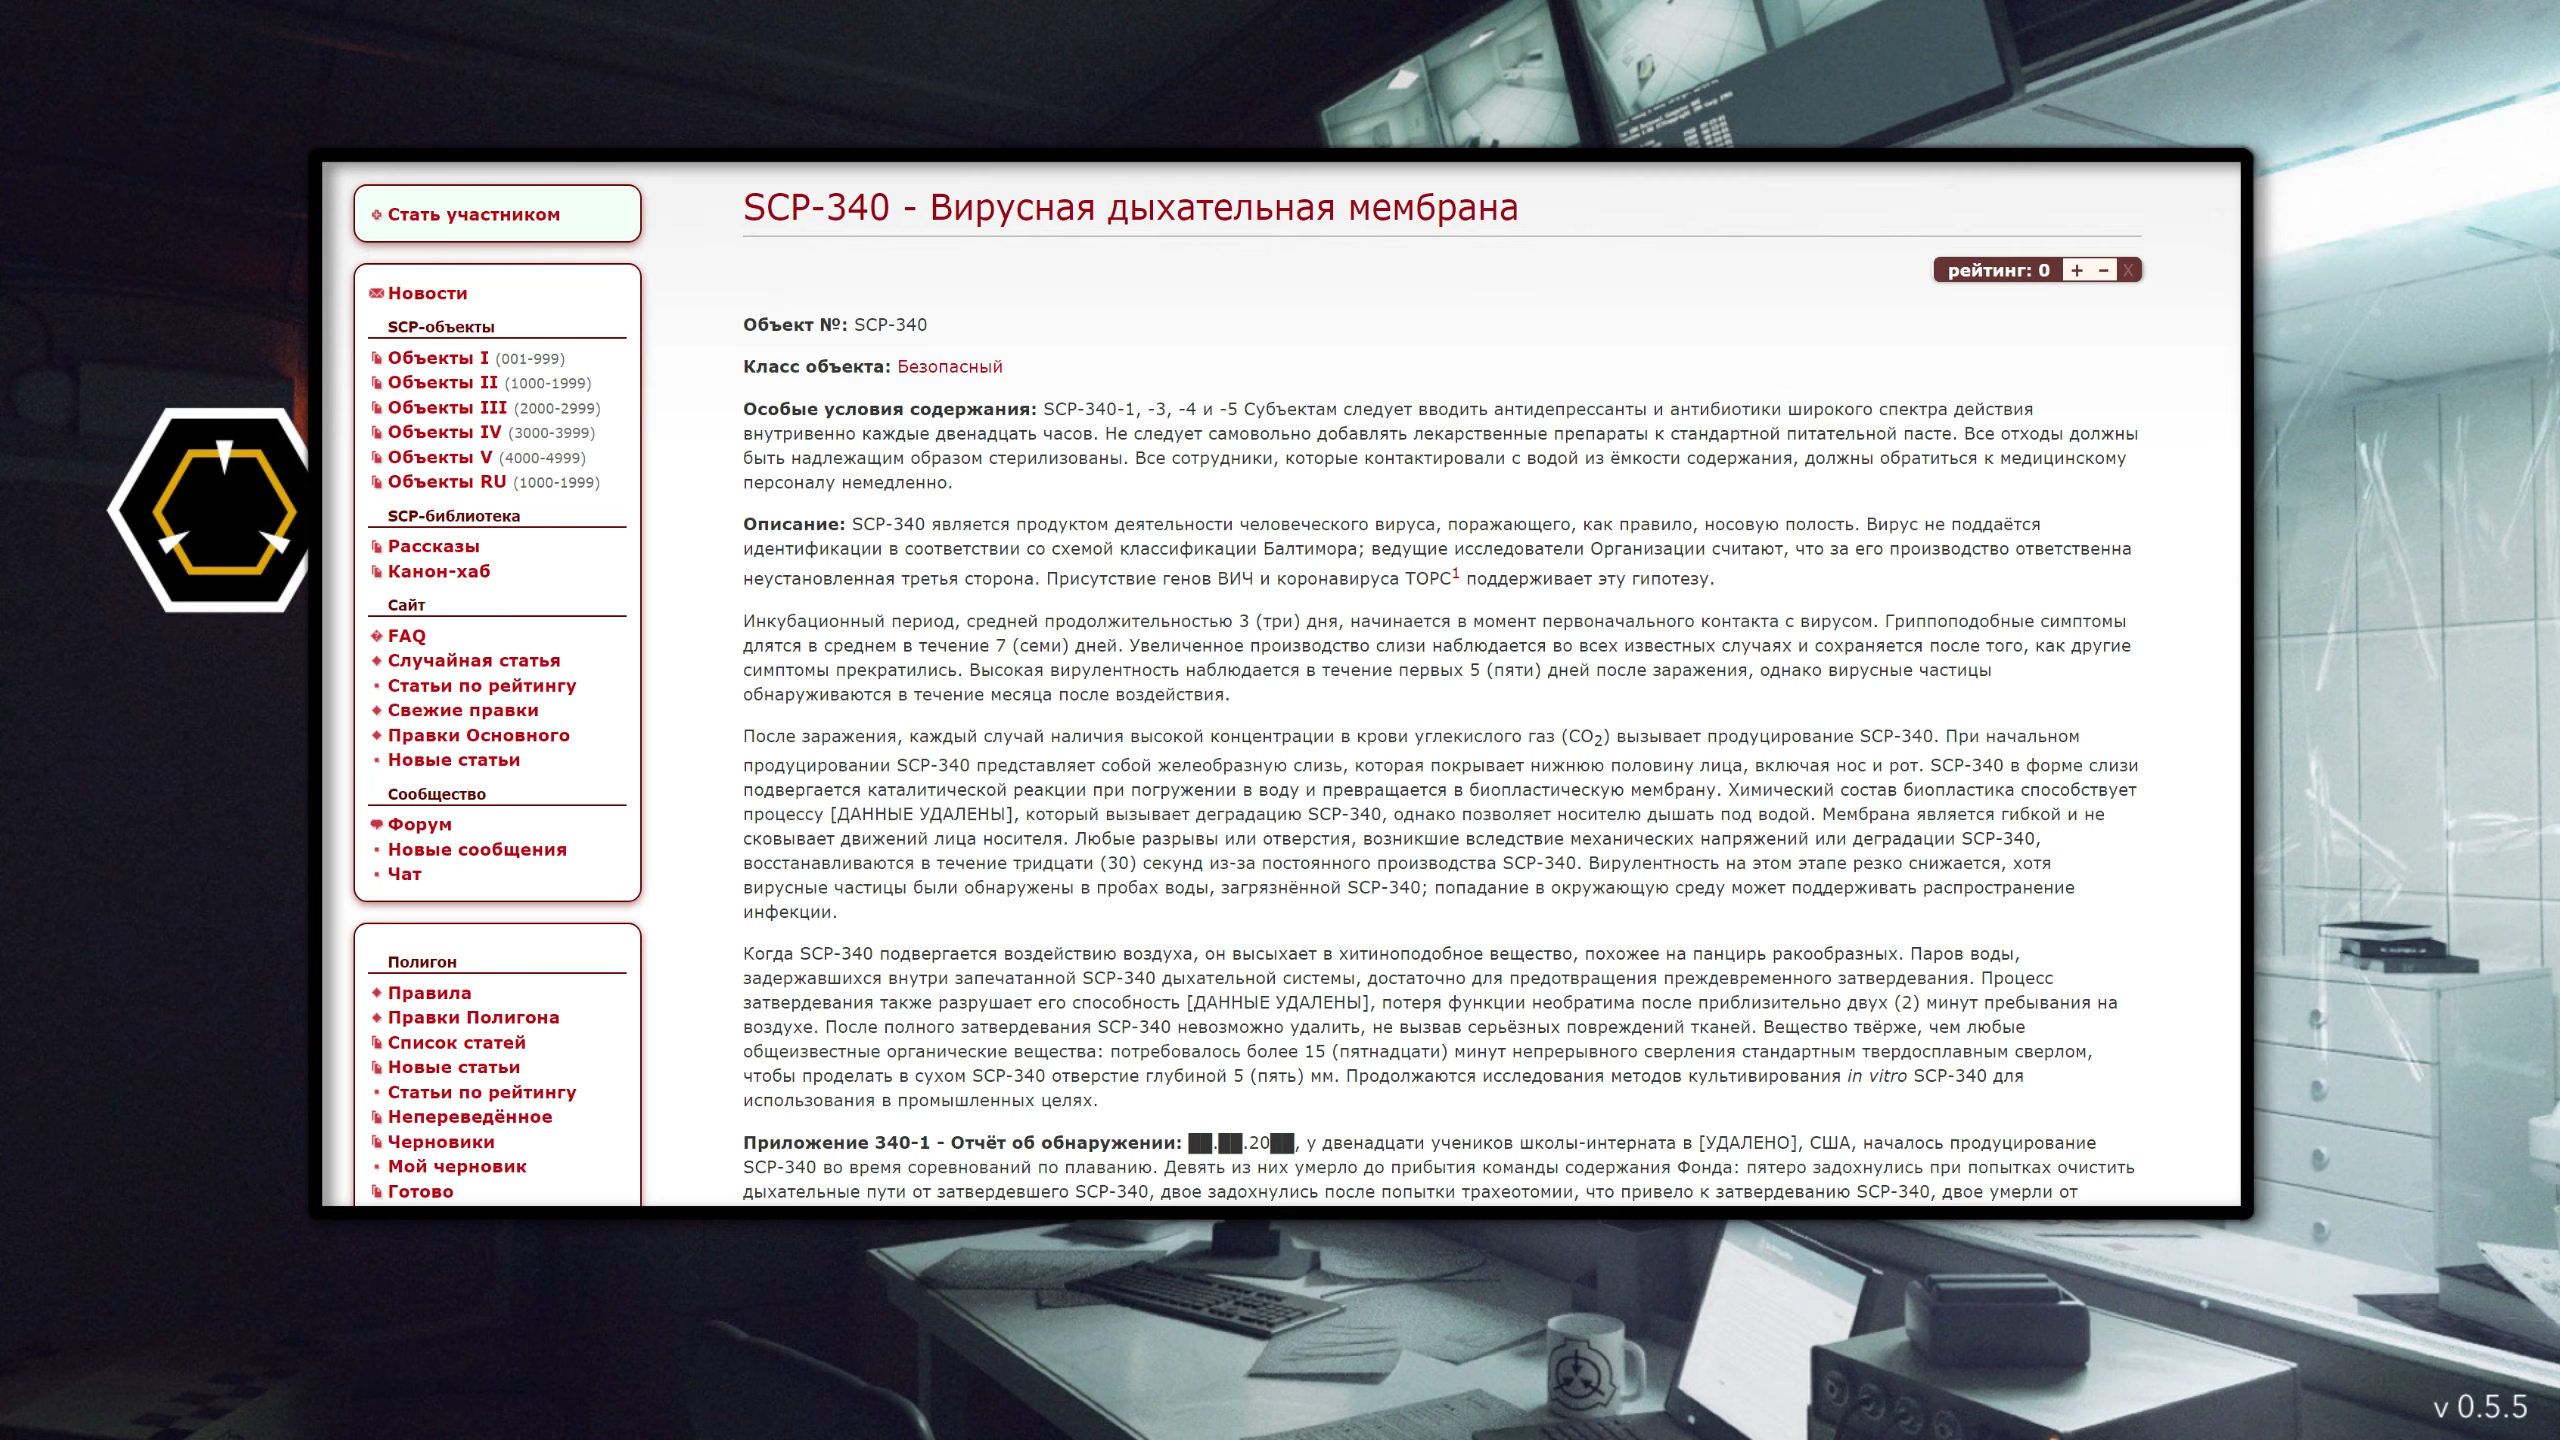 Стать участником
Новости
SCP-объекты
Объекты I (001-999)
Объекты II (1000-1999)
Объекты III (2000-2999)
Объекты IV (3000-3999)
Объекты V (4000-4999)
Объекты RU (1000-1999)
SCP-библиотека
Рассказы
Канон-хаб
Сайт
FAQ
Случайная статья
Статьи по рейтингу
Свежие правки
Правки Основного
Новые статьи
Сообщество
Форум
Новые сообщения
Чат
Полигон
Правила
Правки Полигона
Список статей
Новые статьи
Статьи по рейтингу
Непереведённое
Черновики
Мой черновик
Готово
SCP-340 - Вирусная дыхательная мембрана
рейтинг: 0 + − X
Объект №: SCP-340
Класс объекта: Безопасный
Особые условия содержания: SCP-340-1, -3, -4 и -5 Субъектам следует вводить антидепрессанты и антибиотики широкого спектра действия
внутривенно каждые двенадцать часов. Не следует самовольно добавлять лекарственные препараты к стандартной питательной пасте. Все отходы должны
быть надлежащим образом стерилизованы. Все сотрудники, которые контактировали с водой из ёмкости содержания, должны обратиться к медицинскому
персоналу немедленно.
Описание: SCP-340 является продуктом деятельности человеческого вируса, поражающего, как правило, носовую полость. Вирус не поддаётся
идентификации в соответствии со схемой классификации Балтимора; ведущие исследователи Организации считают, что за его производство ответственна
неустановленная третья сторона. Присутствие генов ВИЧ и коронавируса ТОРС1 поддерживает эту гипотезу.
Инкубационный период, средней продолжительностью 3 (три) дня, начинается в момент первоначального контакта с вирусом. Гриппоподобные симптомы
длятся в среднем в течение 7 (семи) дней. Увеличенное производство слизи наблюдается во всех известных случаях и сохраняется после того, как другие
симптомы прекратились. Высокая вирулентность наблюдается в течение первых 5 (пяти) дней после заражения, однако вирусные частицы
обнаруживаются в течение месяца после воздействия.
После заражения, каждый случай наличия высокой концентрации в крови углекислого газ (CO2) вызывает продуцирование SCP-340. При начальном
продуцировании SCP-340 представляет собой желеобразную слизь, которая покрывает нижнюю половину лица, включая нос и рот. SCP-340 в форме слизи
подвергается каталитической реакции при погружении в воду и превращается в биопластическую мембрану. Химический состав биопластика способствует
процессу [ДАННЫЕ УДАЛЕНЫ], который вызывает деградацию SCP-340, однако позволяет носителю дышать под водой. Мембрана является гибкой и не
сковывает движений лица носителя. Любые разрывы или отверстия, возникшие вследствие механических напряжений или деградации SCP-340,
восстанавливаются в течение тридцати (30) секунд из-за постоянного производства SCP-340. Вирулентность на этом этапе резко снижается, хотя
вирусные частицы были обнаружены в пробах воды, загрязнённой SCP-340; попадание в окружающую среду может поддерживать распространение
инфекции.
Когда SCP-340 подвергается воздействию воздуха, он высыхает в хитиноподобное вещество, похожее на панцирь ракообразных. Паров воды,
задержавшихся внутри запечатанной SCP-340 дыхательной системы, достаточно для предотвращения преждевременного затвердевания. Процесс
затвердевания также разрушает его способность [ДАННЫЕ УДАЛЕНЫ], потеря функции необратима после приблизительно двух (2) минут пребывания на
воздухе. После полного затвердевания SCP-340 невозможно удалить, не вызвав серьёзных повреждений тканей. Вещество твёрже, чем любые
общеизвестные органические вещества: потребовалось более 15 (пятнадцати) минут непрерывного сверления стандартным твердосплавным сверлом,
чтобы проделать в сухом SCP-340 отверстие глубиной 5 (пять) мм. Продолжаются исследования методов культивирования in vitro SCP-340 для
использования в промышленных целях.
Приложение 340-1 - Отчёт об обнаружении: ██.██.20██, у двенадцати учеников школы-интерната в [УДАЛЕНО], США, началось продуцирование
SCP-340 во время соревнований по плаванию. Девять из них умерло до прибытия команды содержания Фонда: пятеро задохнулись при попытках очистить
дыхательные пути от затвердевшего SCP-340, двое задохнулись после попытки трахеотомии, что привело к затвердеванию SCP-340, двое умерли от
v 0.5.5